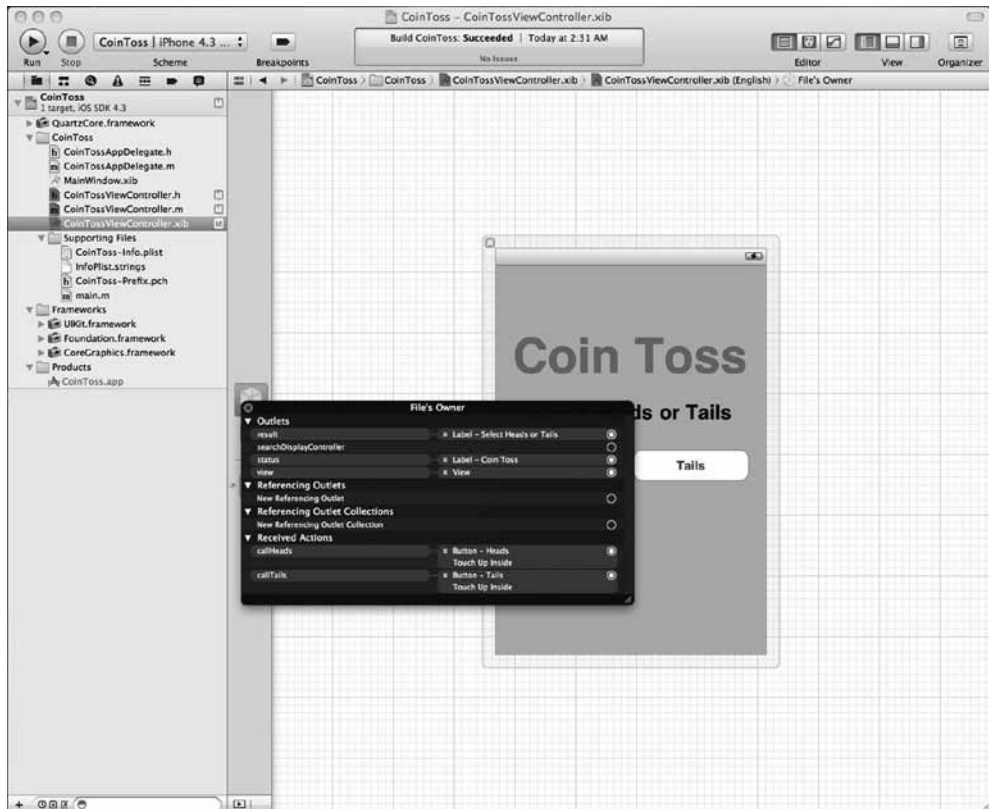 CoinToss – CoinTossViewController.xib
Run
Stop
CoinToss | iPhone 4.3 ...
Scheme
Breakpoints
Build CoinToss: Succeeded | Today at 2:31 AM
No Issues
Editor
View
Organizer
CoinToss
CoinToss
CoinTossViewController.xib
CoinTossViewController.xib (English)
File's Owner
CoinToss
1 target, iOS SDK 4.3
QuartzCore.framework
CoinToss
CoinTossAppDelegate.h
CoinTossAppDelegate.m
MainWindow.xib
CoinTossViewController.h
CoinTossViewController.m
CoinTossViewController.xib
M
Supporting Files
CoinToss-Info.plist
InfoPlist.strings
CoinToss-Prefix.pch
main.m
Frameworks
UIKit.framework
Foundation.framework
CoreGraphics.framework
Products
CoinToss.app
Coin Toss
ds or Tails
Tails
File's Owner
Outlets
result
Label – Select Heads or Tails
searchDisplayController
status
Label – Coin Toss
view
View
Referencing Outlets
New Referencing Outlet
Referencing Outlet Collections
New Referencing Outlet Collection
Received Actions
callHeads
Button – Heads
Touch Up Inside
callTails
Button – Tails
Touch Up Inside